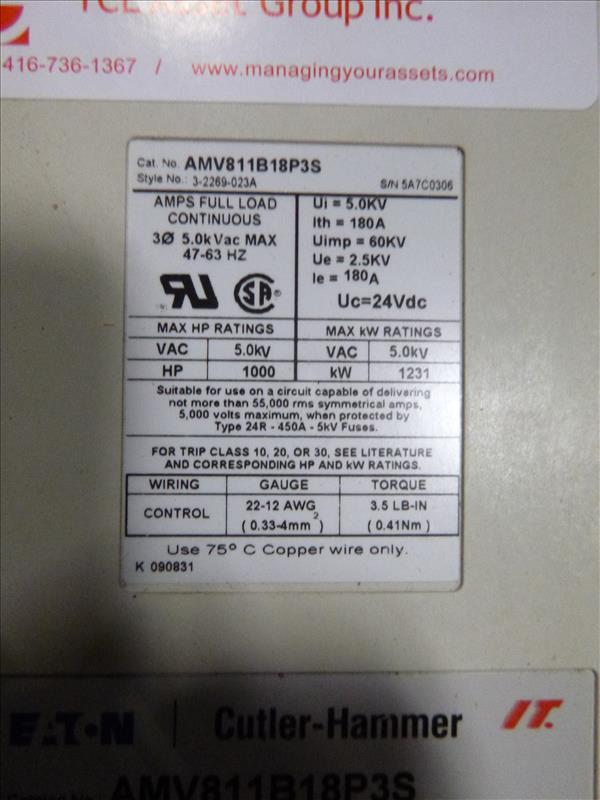 TCL Asset Group Inc.
416-736-1367 / www.managingyourassets.com
Cat. No. AMV811B18P3S
Style No.: 3-2269-023A S/N 5A7C0306
AMPS FULL LOAD
CONTINUOUS
3Ø 5.0kVac MAX
47-63 HZ
Ui = 5.0KV
Ith = 180A
Uimp = 60KV
Ue = 2.5KV
Ie = 180A
Uc=24Vdc
MAX HP RATINGS MAX kW RATINGS
VAC 5.0kV VAC 5.0kV
HP 1000 kW 1231
Suitable for use on a circuit capable of delivering
not more than 55,000 rms symmetrical amps,
5,000 volts maximum, when protected by
Type 24R - 450A - 5kV Fuses.
FOR TRIP CLASS 10, 20, OR 30, SEE LITERATURE
AND CORRESPONDING HP AND kW RATINGS.
WIRING GAUGE TORQUE
CONTROL 22-12 AWG 3.5 LB-IN
(0.33-4mm²) (0.41Nm)
Use 75° C Copper wire only.
K 090831
EATON Cutler-Hammer IT.
AMV811B18P3S